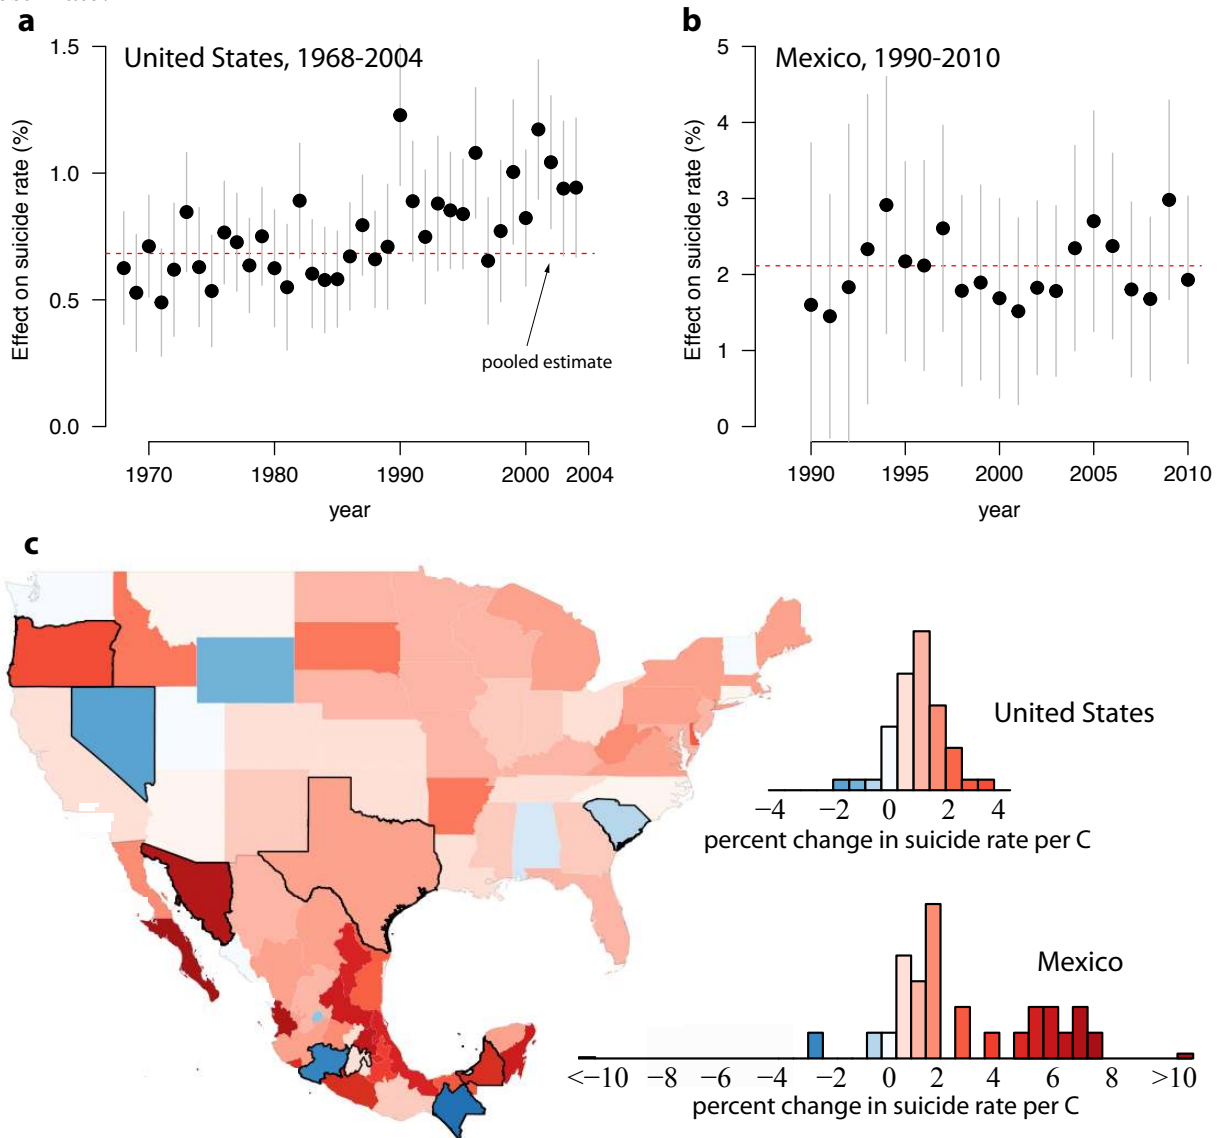 a
b
United States, 1968-2004
Mexico, 1990-2010
1.5
1.0
0.5
0.0
Effect on suicide rate (%)
pooled estimate
1970 1980 1990 2000 2004
year
5
4
3
2
1
0
Effect on suicide rate (%)
1990 1995 2000 2005 2010
year
c
United States
−4 −2 0 2 4
percent change in suicide rate per C
Mexico
<−10 −8 −6 −4 −2 0 2 4 6 8 >10
percent change in suicide rate per C